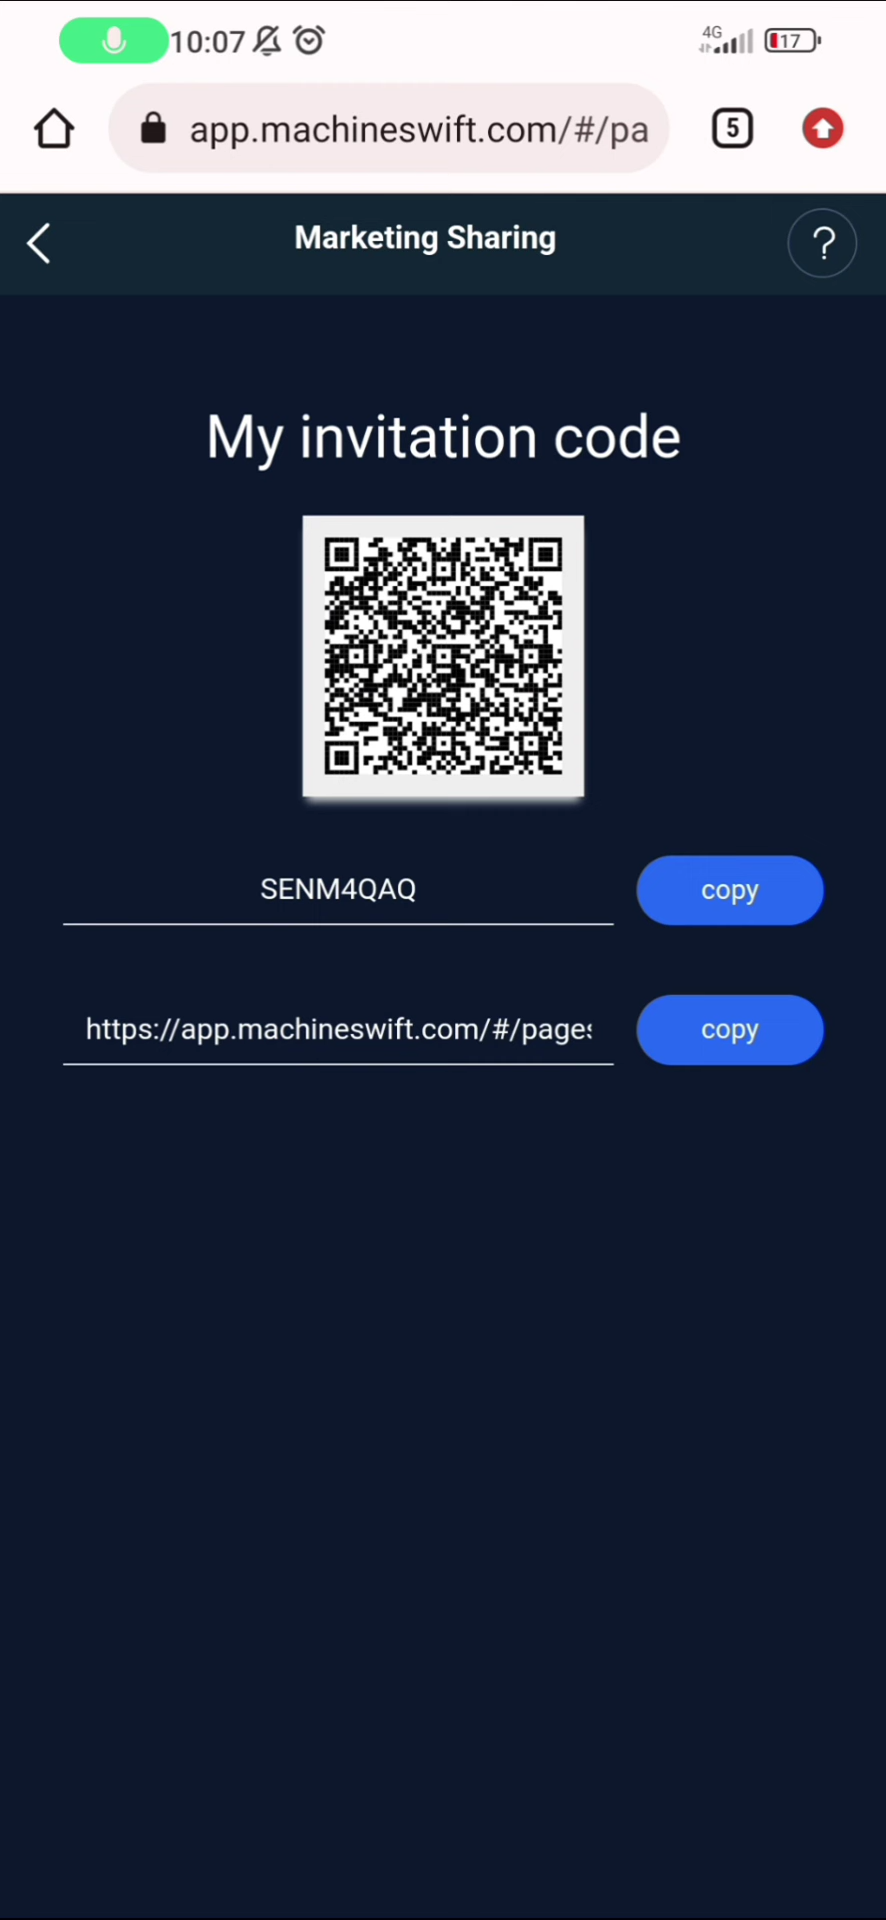 10:07 4G 17
app.machineswift.com/#/pa 5
Marketing Sharing ?
My invitation code
SENM4QAQ copy
https://app.machineswift.com/#/pages copy